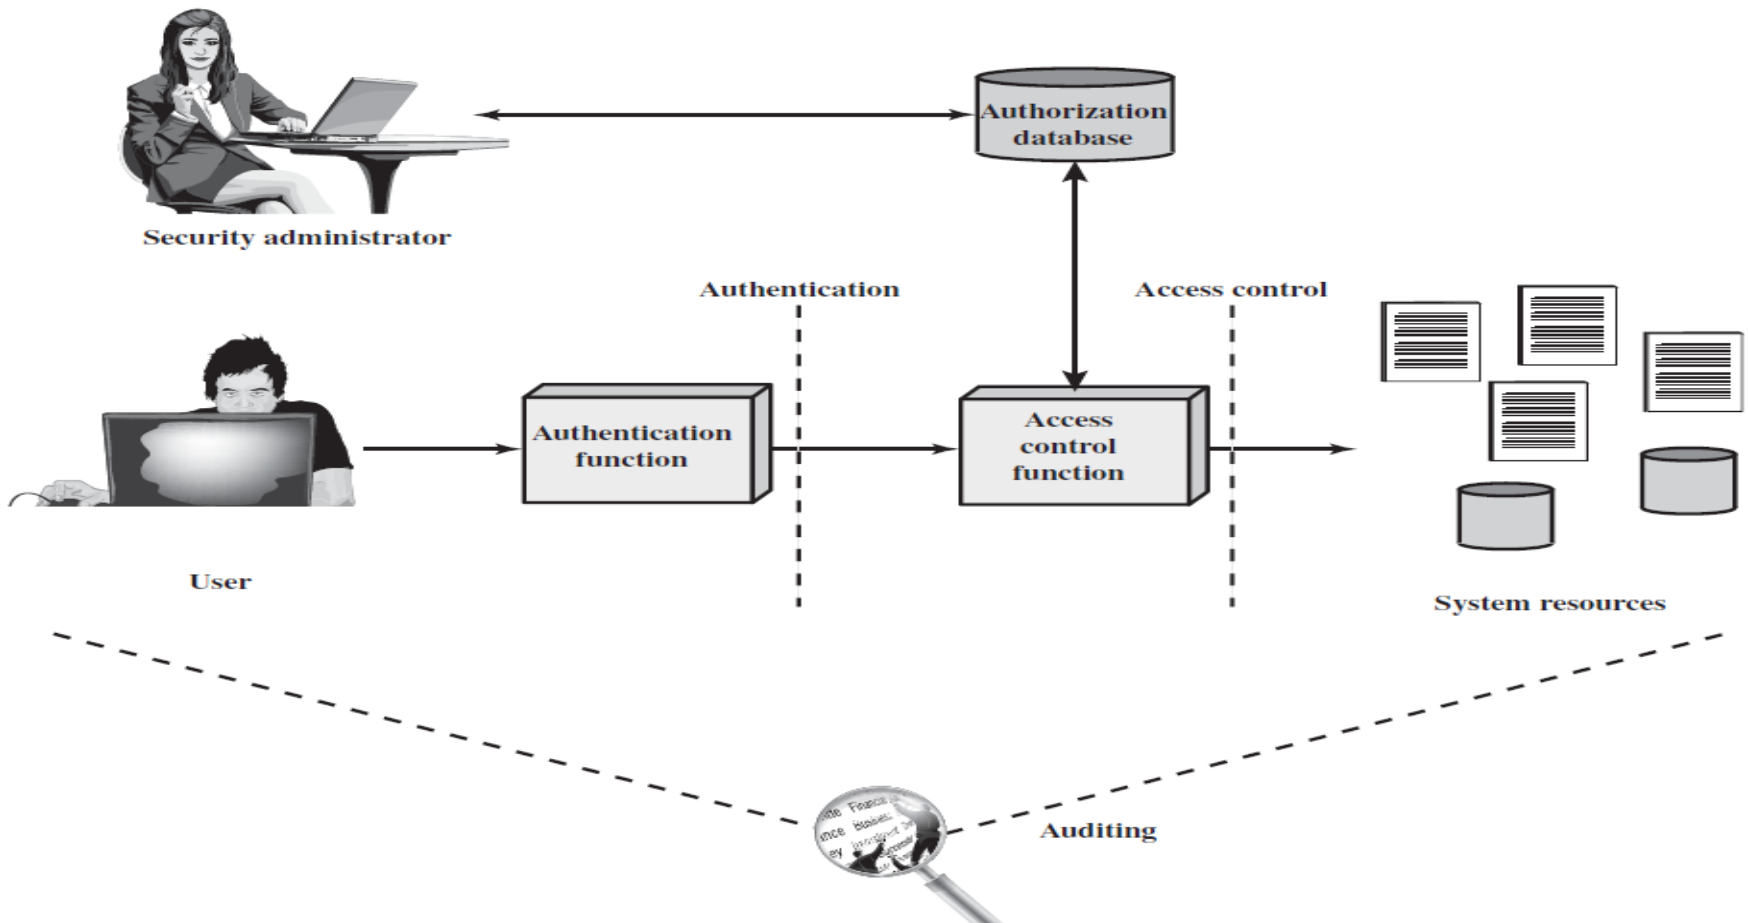 Authorization
database
Security administrator
Authentication
Access control
Authentication
function
Access
control
function
User
System resources
Auditing